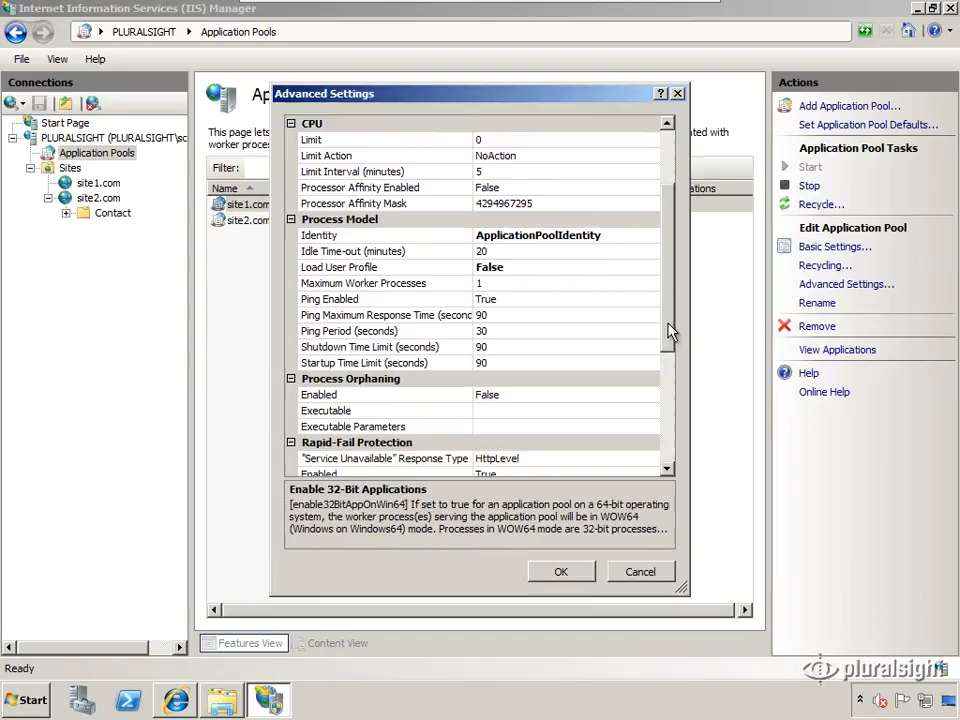 Internet Information Services (IIS) Manager
PLURALSIGHT
Application Pools
File View Help
Connections
Start Page
PLURALSIGHT (PLURALSIGHT\sc
Application Pools
Sites
site1.com
site2.com
Contact
This page lets
worker proces
Filter:
Name
site1.com
site2.com
Advanced Settings
CPU
Limit 0
Limit Action NoAction
Limit Interval (minutes) 5
Processor Affinity Enabled False
Processor Affinity Mask 4294967295
Process Model
Identity ApplicationPoolIdentity
Idle Time-out (minutes) 20
Load User Profile False
Maximum Worker Processes 1
Ping Enabled True
Ping Maximum Response Time (second 90
Ping Period (seconds) 30
Shutdown Time Limit (seconds) 90
Startup Time Limit (seconds) 90
Process Orphaning
Enabled False
Executable
Executable Parameters
Rapid-Fail Protection
"Service Unavailable" Response Type HttpLevel
Enabled True
Enable 32-Bit Applications
[enable32BitAppOnWin64] If set to true for an application pool on a 64-bit operating
system, the worker process(es) serving the application pool will be in WOW64
(Windows on Windows64) mode. Processes in WOW64 mode are 32-bit processes...
OK Cancel
ated with
ations
Features View Content View
Actions
Add Application Pool...
Set Application Pool Defaults...
Application Pool Tasks
Start
Stop
Recycle...
Edit Application Pool
Basic Settings...
Recycling...
Advanced Settings...
Rename
Remove
View Applications
Help
Online Help
Ready
pluralsight
Start